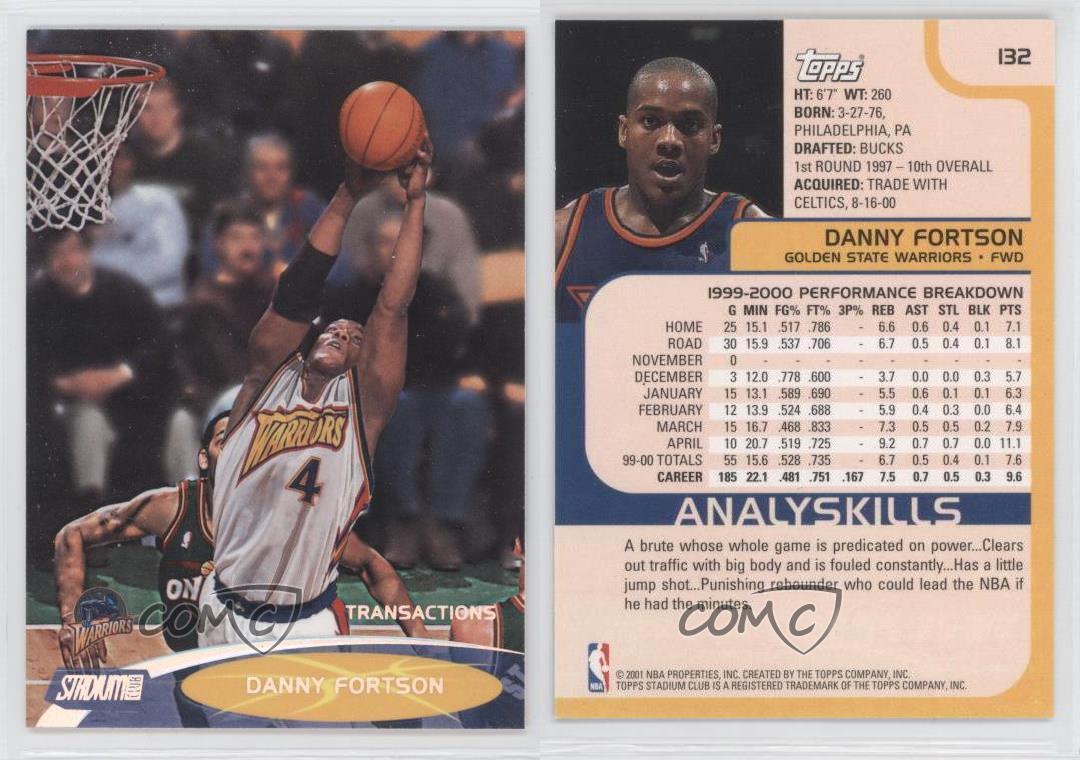 WARRIORS
4
ON
WARRIORS
TRANSACTIONS
STADIUM CLUB
DANNY FORTSON
COMC
Topps
132
HT: 6'7" WT: 260
BORN: 3-27-76,
PHILADELPHIA, PA
DRAFTED: BUCKS
1st ROUND 1997 – 10th OVERALL
ACQUIRED: TRADE WITH
CELTICS, 8-16-00
DANNY FORTSON
GOLDEN STATE WARRIORS • FWD
1999-2000 PERFORMANCE BREAKDOWN
G MIN FG% FT% 3P% REB AST STL BLK PTS
HOME 25 15.1 .517 .786 - 6.6 0.6 0.4 0.1 7.1
ROAD 30 15.9 .537 .706 - 6.7 0.5 0.4 0.1 8.1
NOVEMBER 0 - - - - - - - - -
DECEMBER 3 12.0 .778 .600 - 3.7 0.0 0.0 0.3 5.7
JANUARY 15 13.1 .589 .690 - 5.5 0.6 0.1 0.1 6.3
FEBRUARY 12 13.9 .524 .688 - 5.9 0.4 0.3 0.0 6.4
MARCH 15 16.7 .468 .833 - 7.3 0.5 0.5 0.2 7.9
APRIL 10 20.7 .519 .725 - 9.2 0.7 0.7 0.0 11.1
99-00 TOTALS 55 15.6 .528 .735 - 6.7 0.5 0.4 0.1 7.6
CAREER 185 22.1 .481 .751 .167 7.5 0.7 0.5 0.3 9.6
ANALYSKILLS
A brute whose whole game is predicated on power...Clears
out traffic with big body and is fouled constantly...Has a little
jump shot...Punishing rebounder who could lead the NBA if
he had the minutes.
COMC
NBA
© 2001 NBA PROPERTIES, INC. CREATED BY THE TOPPS COMPANY, INC.
TOPPS STADIUM CLUB IS A REGISTERED TRADEMARK OF THE TOPPS COMPANY, INC.